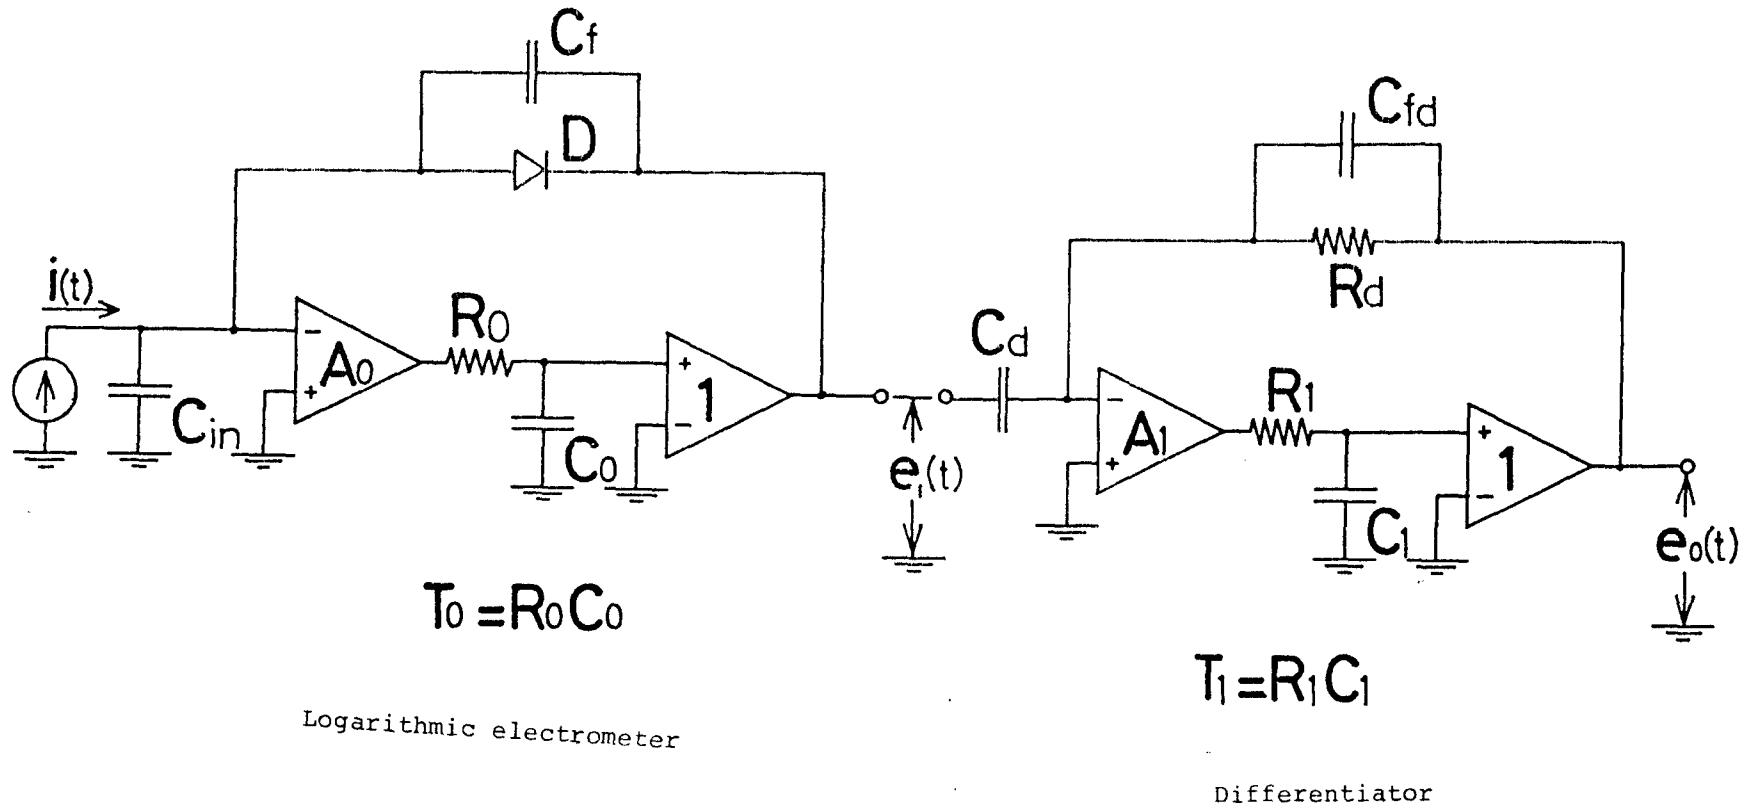 Cf
D
Cfd
Rd
i(t)
R0
A0
−
+
Cin
C0
+
−
1
e1(t)
Cd
A1
−
+
R1
C1
+
−
1
e0(t)
T0=R0C0
T1=R1C1
Logarithmic electrometer
Differentiator